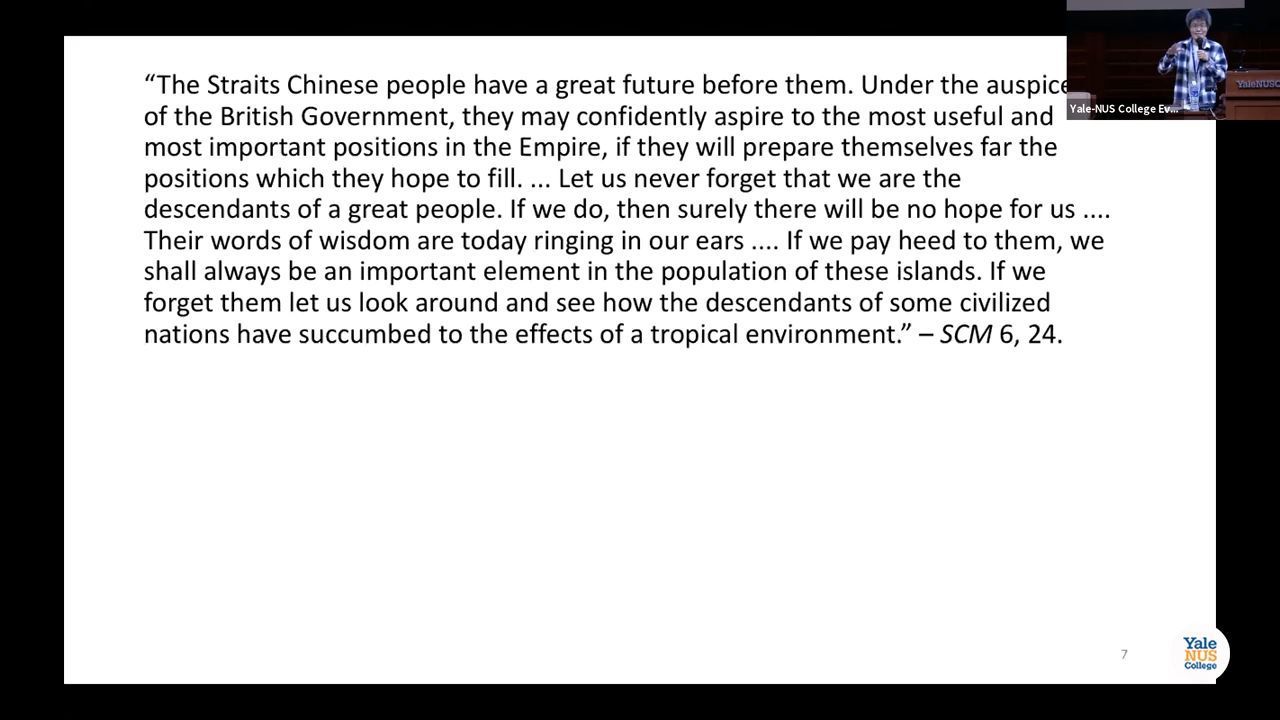 “The Straits Chinese people have a great future before them. Under the auspice
of the British Government, they may confidently aspire to the most useful and
most important positions in the Empire, if they will prepare themselves far the
positions which they hope to fill. ... Let us never forget that we are the
descendants of a great people. If we do, then surely there will be no hope for us ....
Their words of wisdom are today ringing in our ears .... If we pay heed to them, we
shall always be an important element in the population of these islands. If we
forget them let us look around and see how the descendants of some civilized
nations have succumbed to the effects of a tropical environment.” – SCM 6, 24.
YaleNUSC
Yale-NUS College Ev...
7
Yale
NUS
College